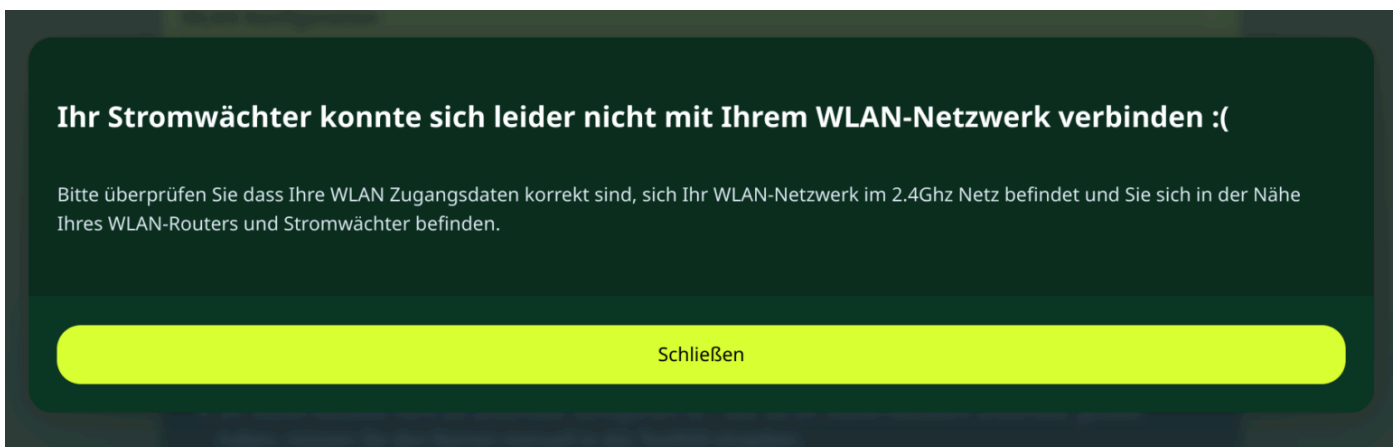 Ihr Stromwächter konnte sich leider nicht mit Ihrem WLAN-Netzwerk verbinden :(
Bitte überprüfen Sie dass Ihre WLAN Zugangsdaten korrekt sind, sich Ihr WLAN-Netzwerk im 2.4Ghz Netz befindet und Sie sich in der Nähe
Ihres WLAN-Routers und Stromwächter befinden.
Schließen